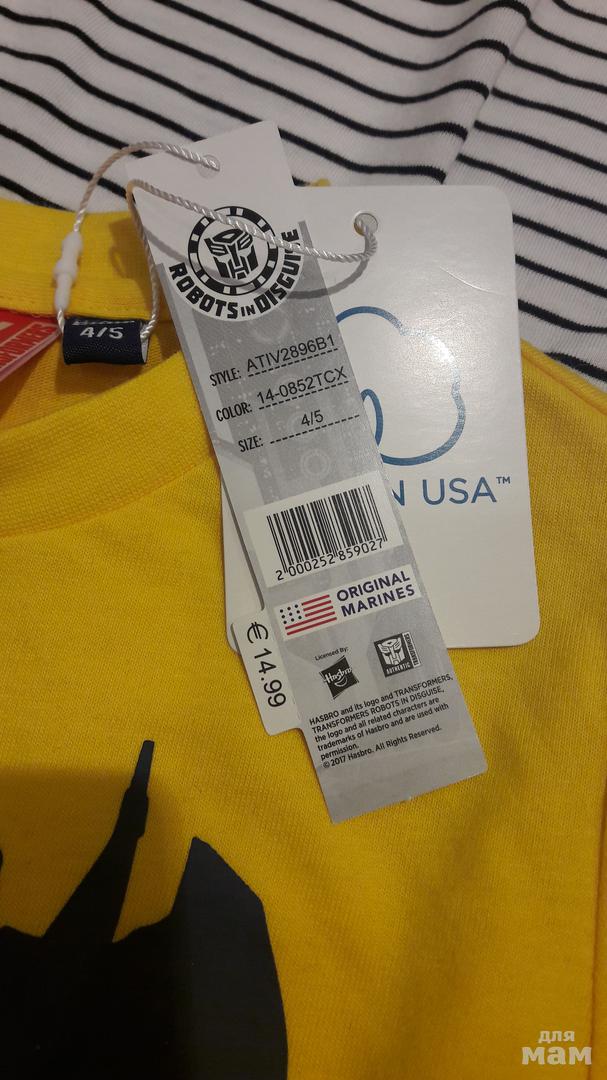 ROBOTS IN DISGUISE
4/5
STYLE: ATIV2896B1
COLOR: 14-0852TCX
SIZE: 4/5
USA™
2 000252 859027
ORIGINAL
MARINES
€ 14.99
Licensed By:
Hasbro
AUTHENTIC
TRANSFORMERS
HASBRO and its logo and TRANSFORMERS,
TRANSFORMERS ROBOTS IN DISGUISE,
the logo and all related characters are
trademarks of Hasbro and are used with
permission.
© 2017 Hasbro. All Rights Reserved.
для
мам